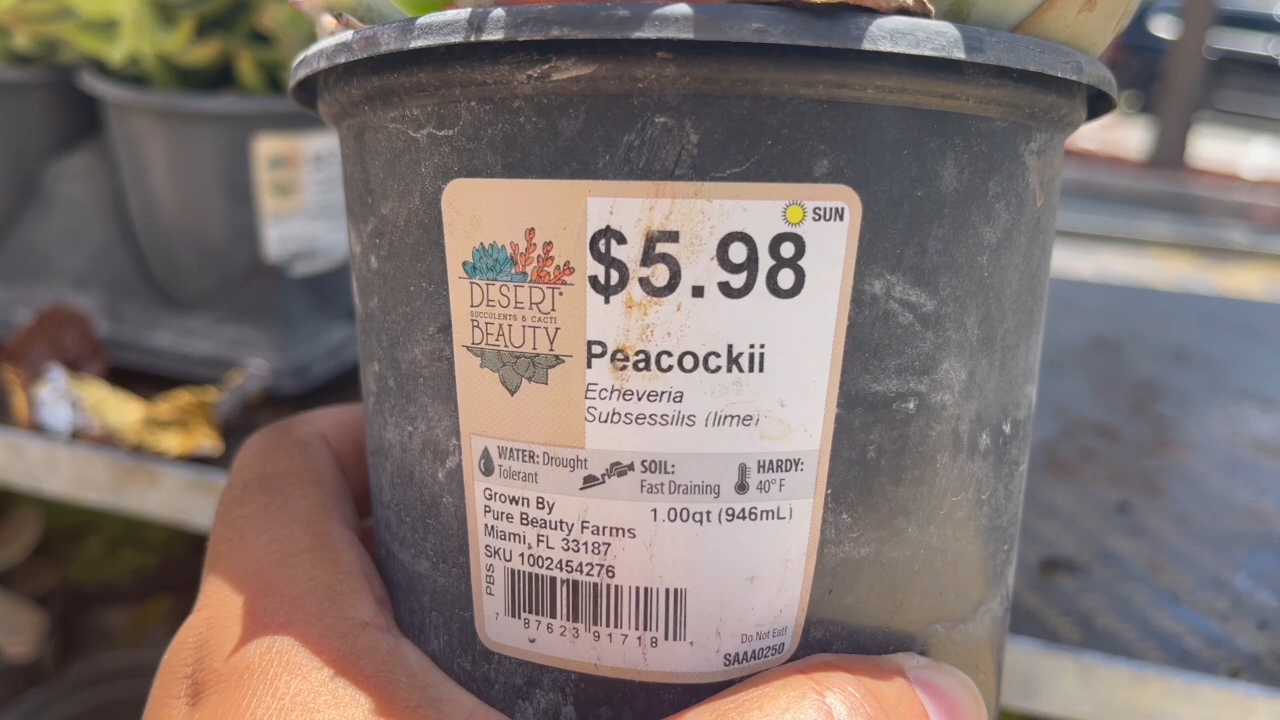 SUN
$5.98
DESERT
SUCCULENTS & CACTI
BEAUTY
Peacockii
Echeveria
Subsessilis (lime)
WATER: Drought
Tolerant
SOIL:
Fast Draining
HARDY:
40° F
Grown By
Pure Beauty Farms
Miami, FL 33187
SKU 1002454276
1.00qt (946mL)
PBS
7 87623 91718 1
Do Not Eat!
SAAA0250